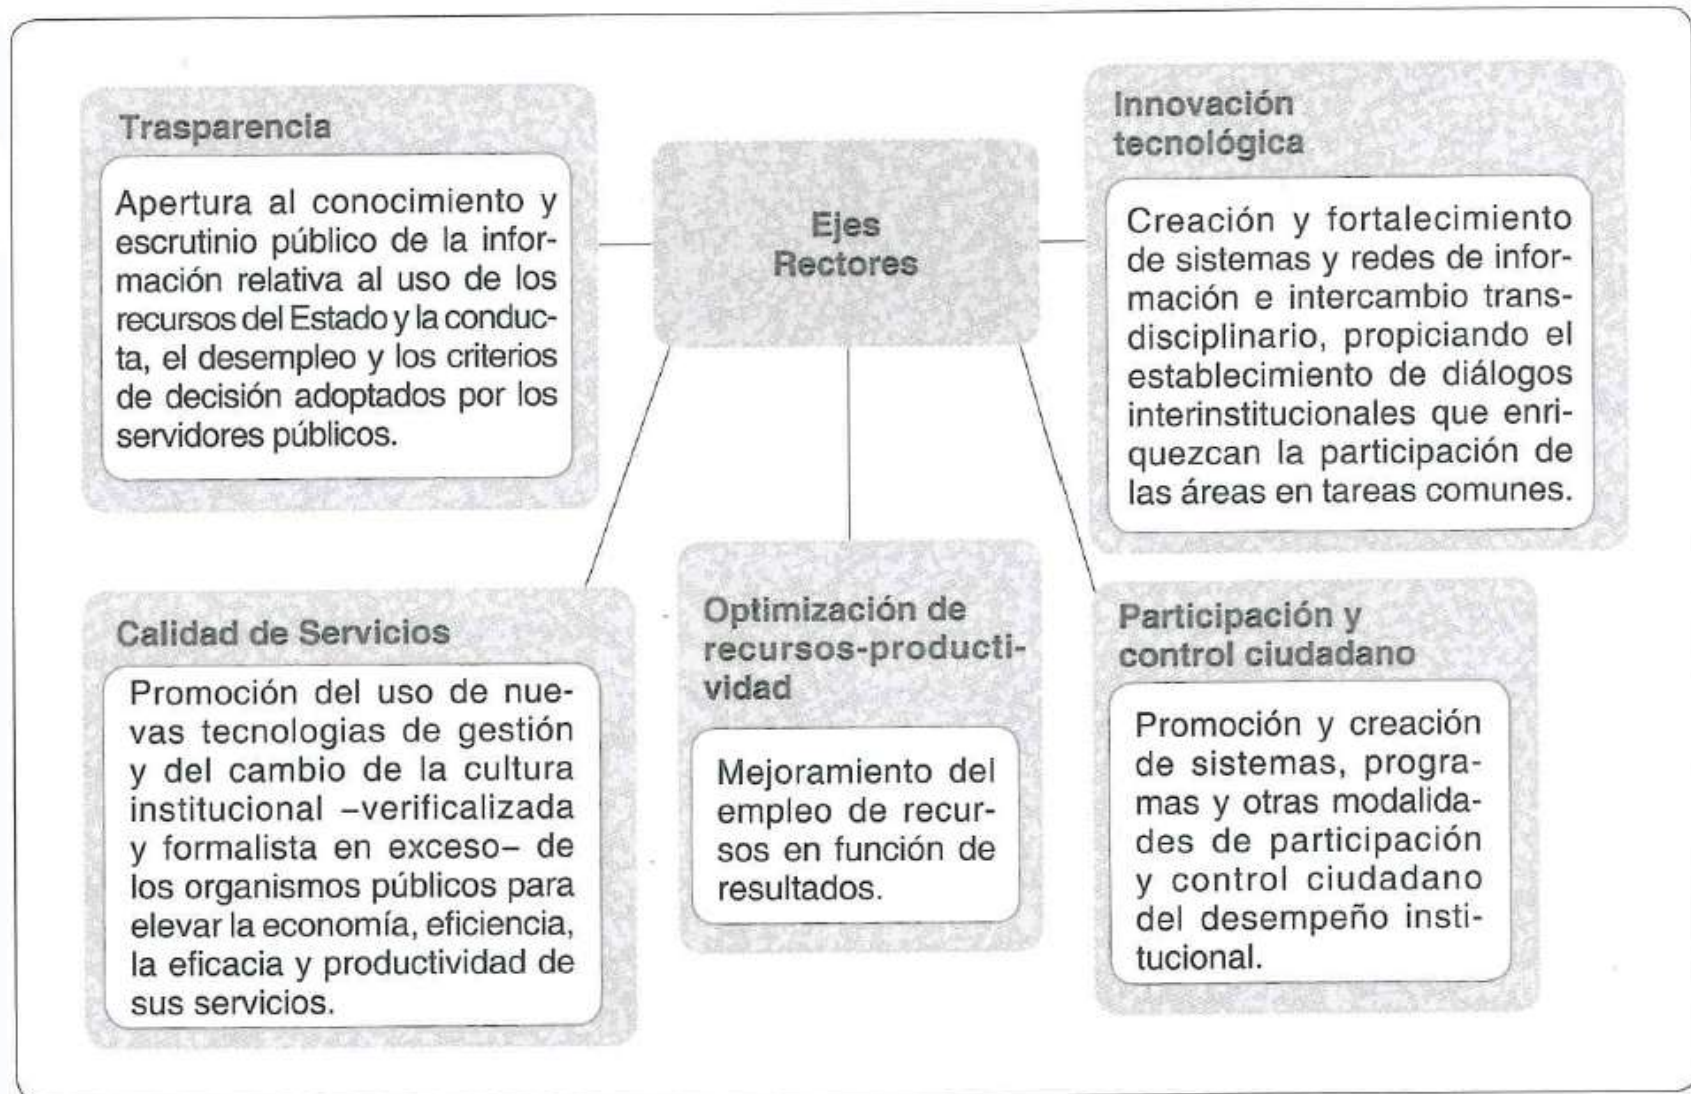 Trasparencia
Apertura al conocimiento y
escrutinio público de la infor-
mación relativa al uso de los
recursos del Estado y la conduc-
ta, el desempleo y los criterios
de decisión adoptados por los
servidores públicos.
Ejes
Rectores
Innovación
tecnológica
Creación y fortalecimiento
de sistemas y redes de infor-
mación e intercambio trans-
disciplinario, propiciando el
establecimiento de diálogos
interinstitucionales que enri-
quezcan la participación de
las áreas en tareas comunes.
Calidad de Servicios
Promoción del uso de nue-
vas tecnologias de gestión
y del cambio de la cultura
institucional –verificalizada
y formalista en exceso– de
los organismos públicos para
elevar la economía, eficiencia,
la eficacia y productividad de
sus servicios.
Optimización de
recursos-producti-
vidad
Mejoramiento del
empleo de recur-
sos en función de
resultados.
Participación y
control ciudadano
Promoción y creación
de sistemas, progra-
mas y otras modalida-
des de participación
y control ciudadano
del desempeño insti-
tucional.